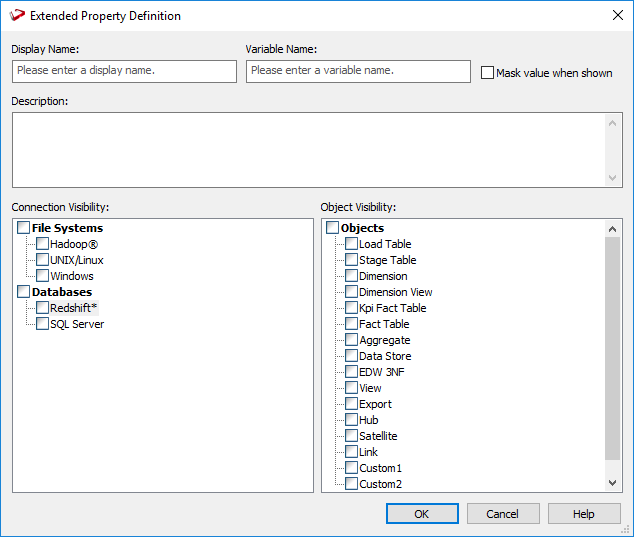 Extended Property Definition
Display Name:
Variable Name:
Please enter a display name.
Please enter a variable name.
Mask value when shown
Description:
Connection Visibility:
Object Visibility:
File Systems
Hadoop®
UNIX/Linux
Windows
Databases
Redshift*
SQL Server
Objects
Load Table
Stage Table
Dimension
Dimension View
Kpi Fact Table
Fact Table
Aggregate
Data Store
EDW 3NF
View
Export
Hub
Satellite
Link
Custom1
Custom2
OK
Cancel
Help